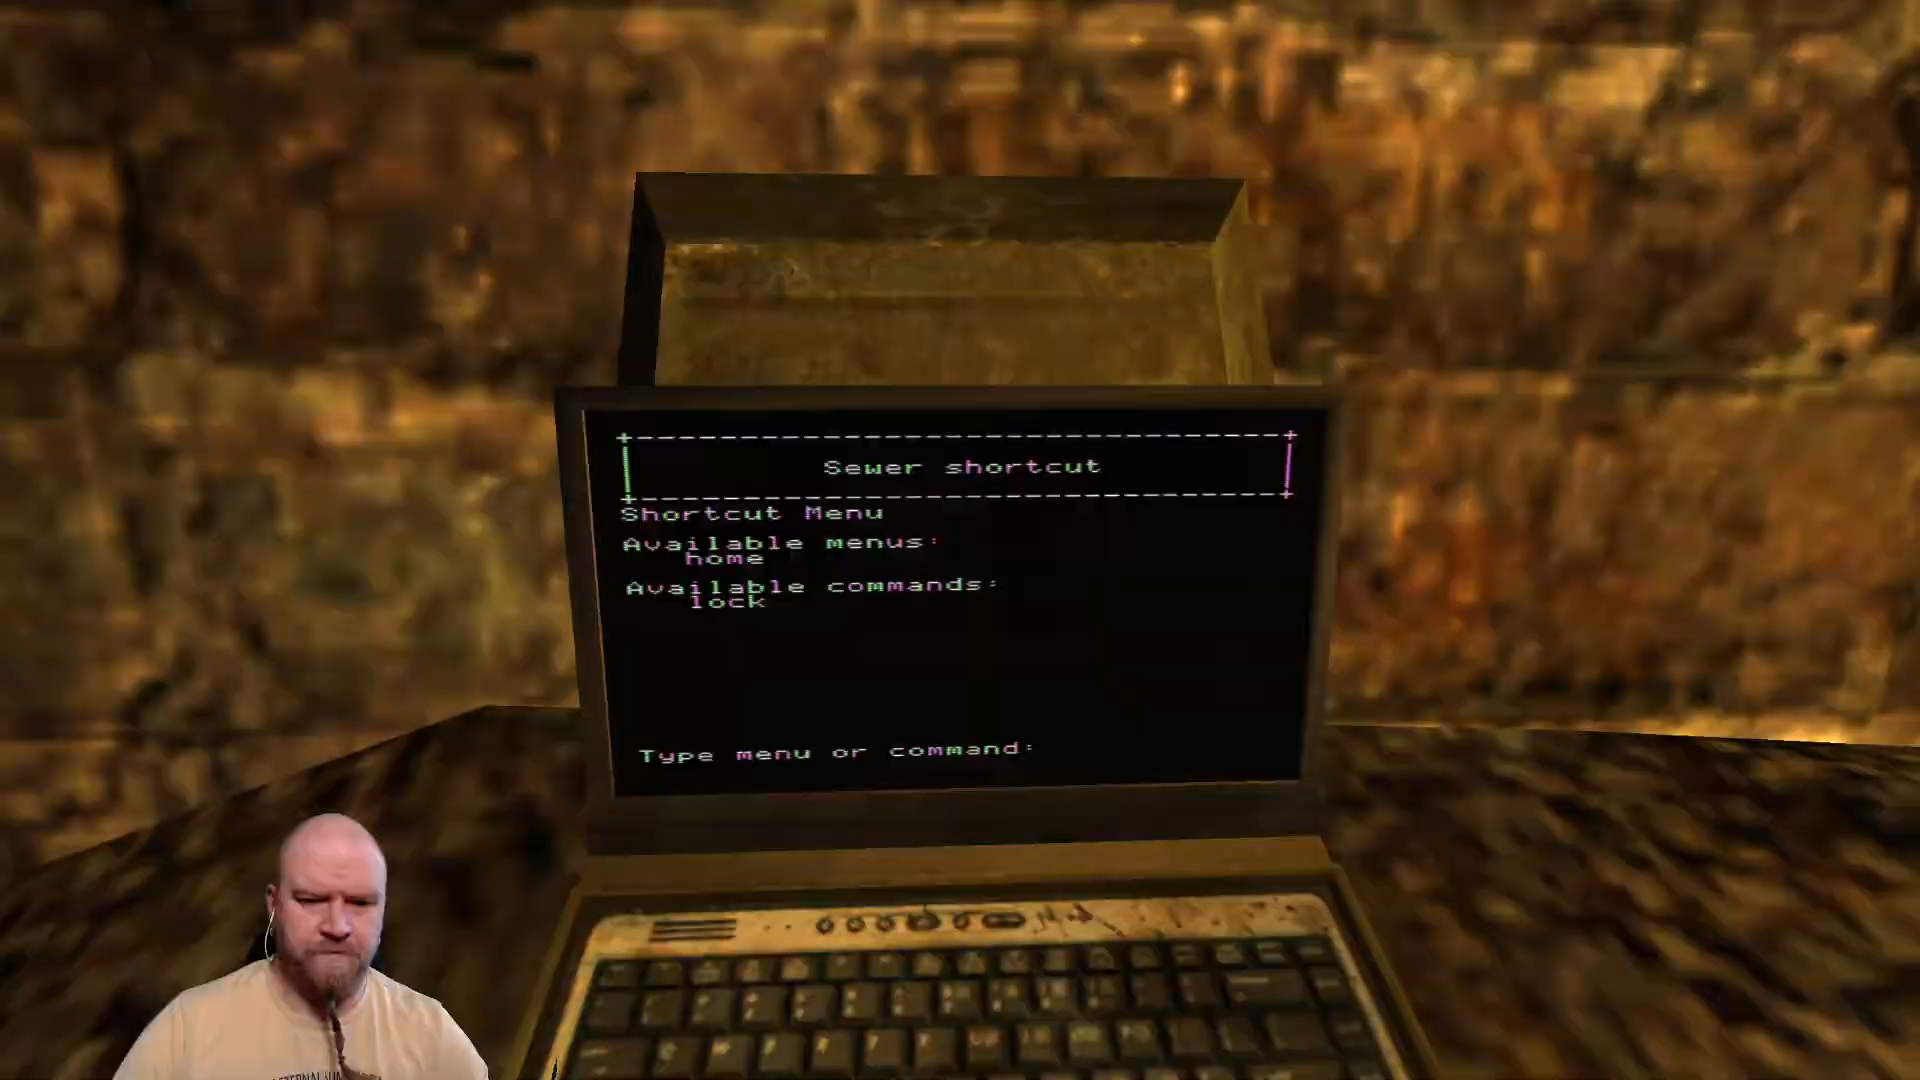 Sewer shortcut
Shortcut Menu
Available menus:
home
Available commands:
lock
Type menu or command: